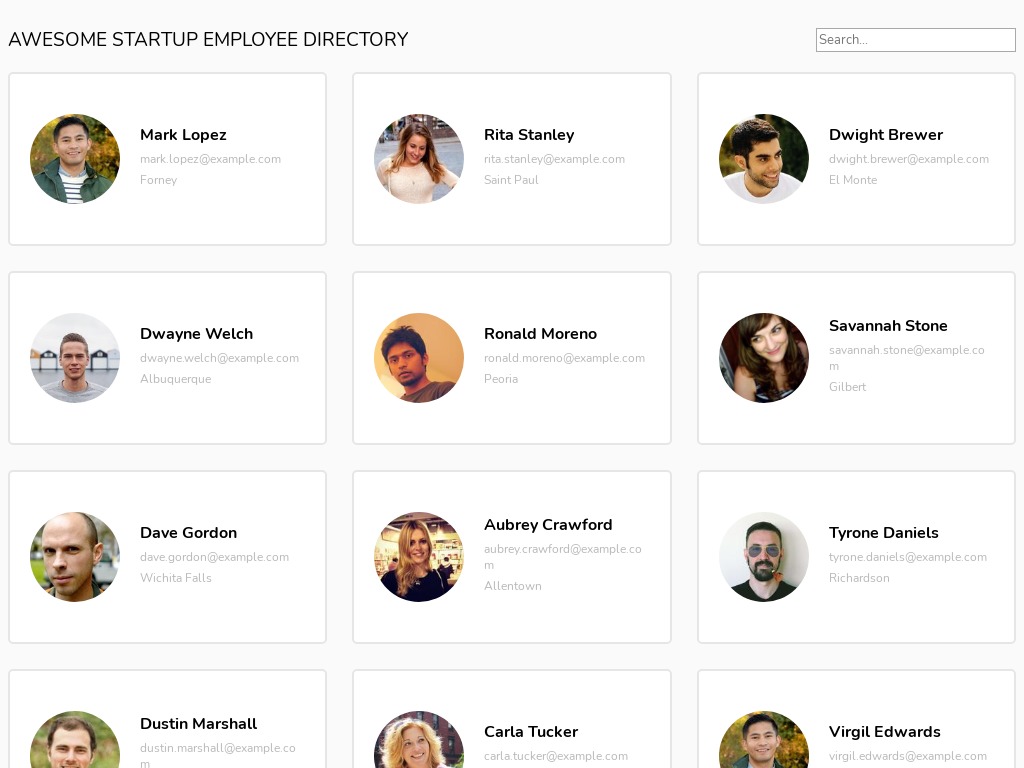 AWESOME STARTUP EMPLOYEE DIRECTORY
Search...
Mark Lopez
mark.lopez@example.com
Forney
Rita Stanley
rita.stanley@example.com
Saint Paul
Dwight Brewer
dwight.brewer@example.com
El Monte
Dwayne Welch
dwayne.welch@example.com
Albuquerque
Ronald Moreno
ronald.moreno@example.com
Peoria
Savannah Stone
savannah.stone@example.co
m
Gilbert
Dave Gordon
dave.gordon@example.com
Wichita Falls
Aubrey Crawford
aubrey.crawford@example.co
m
Allentown
Tyrone Daniels
tyrone.daniels@example.com
Richardson
Dustin Marshall
dustin.marshall@example.co
m
Carla Tucker
carla.tucker@example.com
Virgil Edwards
virgil.edwards@example.com